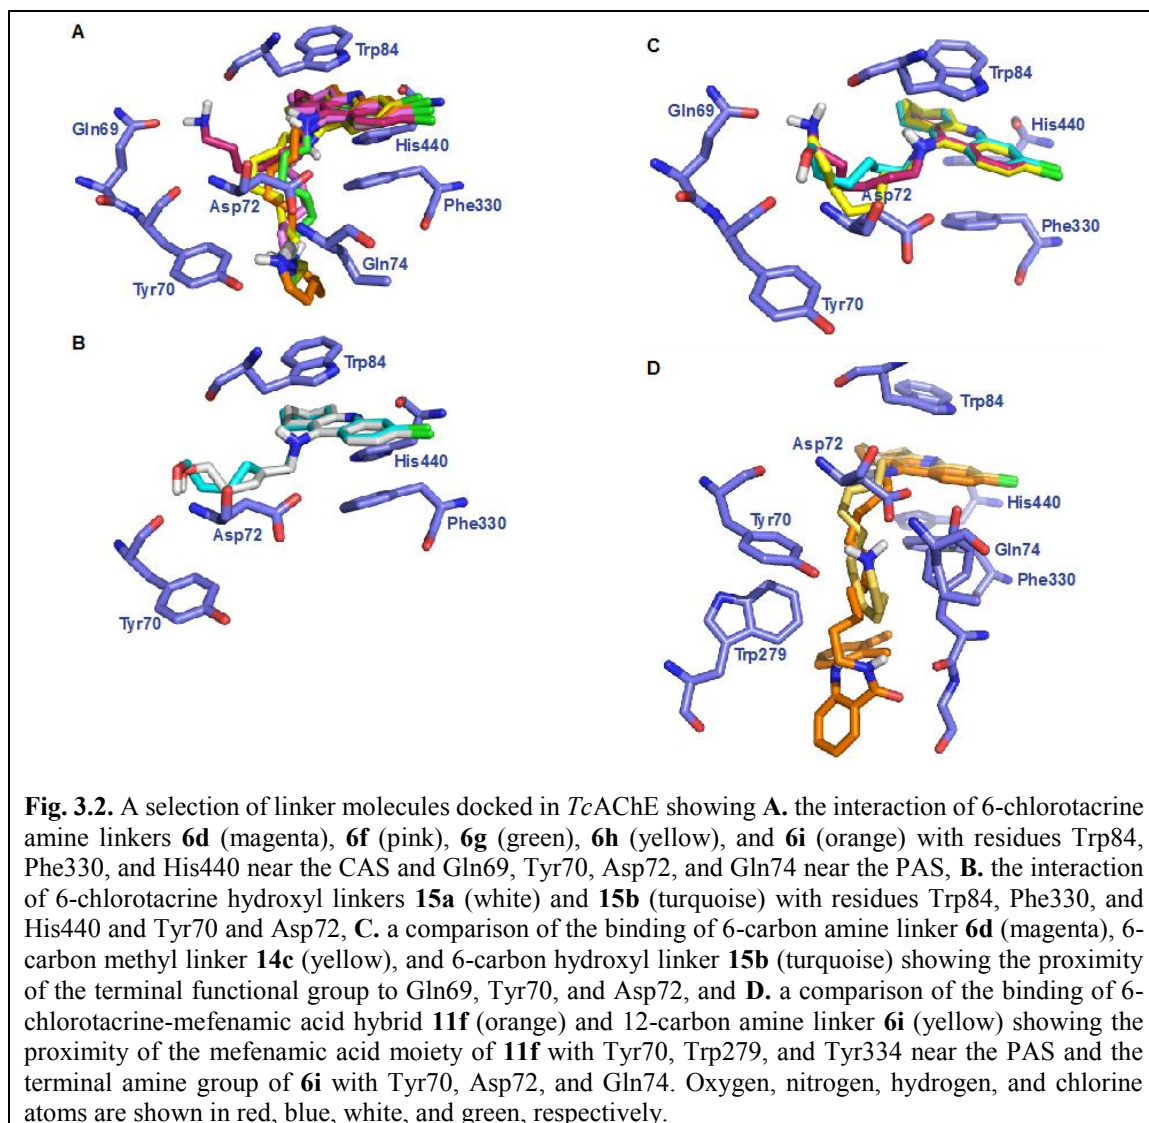 A
Trp84
Gln69
His440
Asp72
Phe330
Gln74
Tyr70
C
Trp84
Gln69
His440
Asp72
Phe330
Tyr70
B
Trp84
His440
Asp72
Phe330
Tyr70
D
Trp84
Asp72
Tyr70
His440
Gln74
Phe330
Trp279
Fig. 3.2. A selection of linker molecules docked in TcAChE showing A. the interaction of 6-chlorotacrine
amine linkers 6d (magenta), 6f (pink), 6g (green), 6h (yellow), and 6i (orange) with residues Trp84,
Phe330, and His440 near the CAS and Gln69, Tyr70, Asp72, and Gln74 near the PAS, B. the interaction
of 6-chlorotacrine hydroxyl linkers 15a (white) and 15b (turquoise) with residues Trp84, Phe330, and
His440 and Tyr70 and Asp72, C. a comparison of the binding of 6-carbon amine linker 6d (magenta), 6-
carbon methyl linker 14c (yellow), and 6-carbon hydroxyl linker 15b (turquoise) showing the proximity
of the terminal functional group to Gln69, Tyr70, and Asp72, and D. a comparison of the binding of 6-
chlorotacrine-mefenamic acid hybrid 11f (orange) and 12-carbon amine linker 6i (yellow) showing the
proximity of the mefenamic acid moiety of 11f with Tyr70, Trp279, and Tyr334 near the PAS and the
terminal amine group of 6i with Tyr70, Asp72, and Gln74. Oxygen, nitrogen, hydrogen, and chlorine
atoms are shown in red, blue, white, and green, respectively.